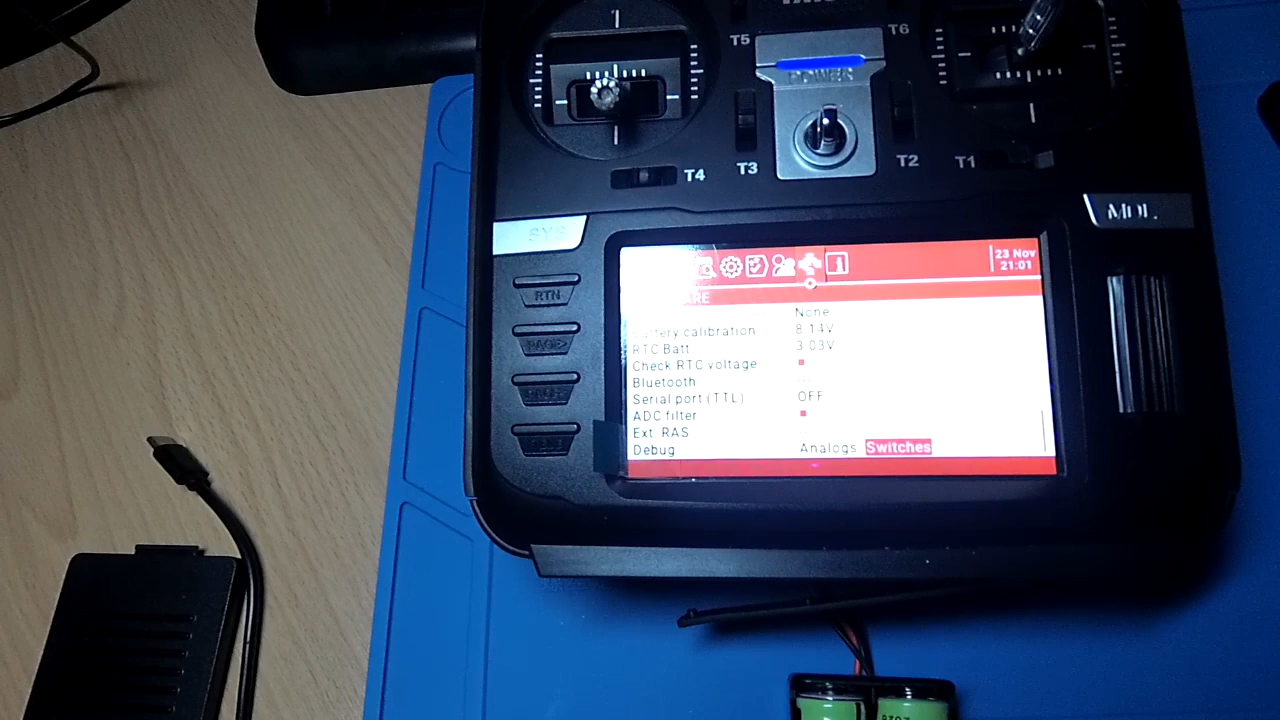 T5
T6
POWER
T3
T2
T1
T4
SYS
MDL
23 Nov
21:01
RTN
PAGE>
None
Battery calibration 8.14V
RTC Batt 3.03V
Check RTC voltage
Bluetooth ---
Serial port (TTL) OFF
ADC filter
Ext. RAS
Debug Analogs Switches